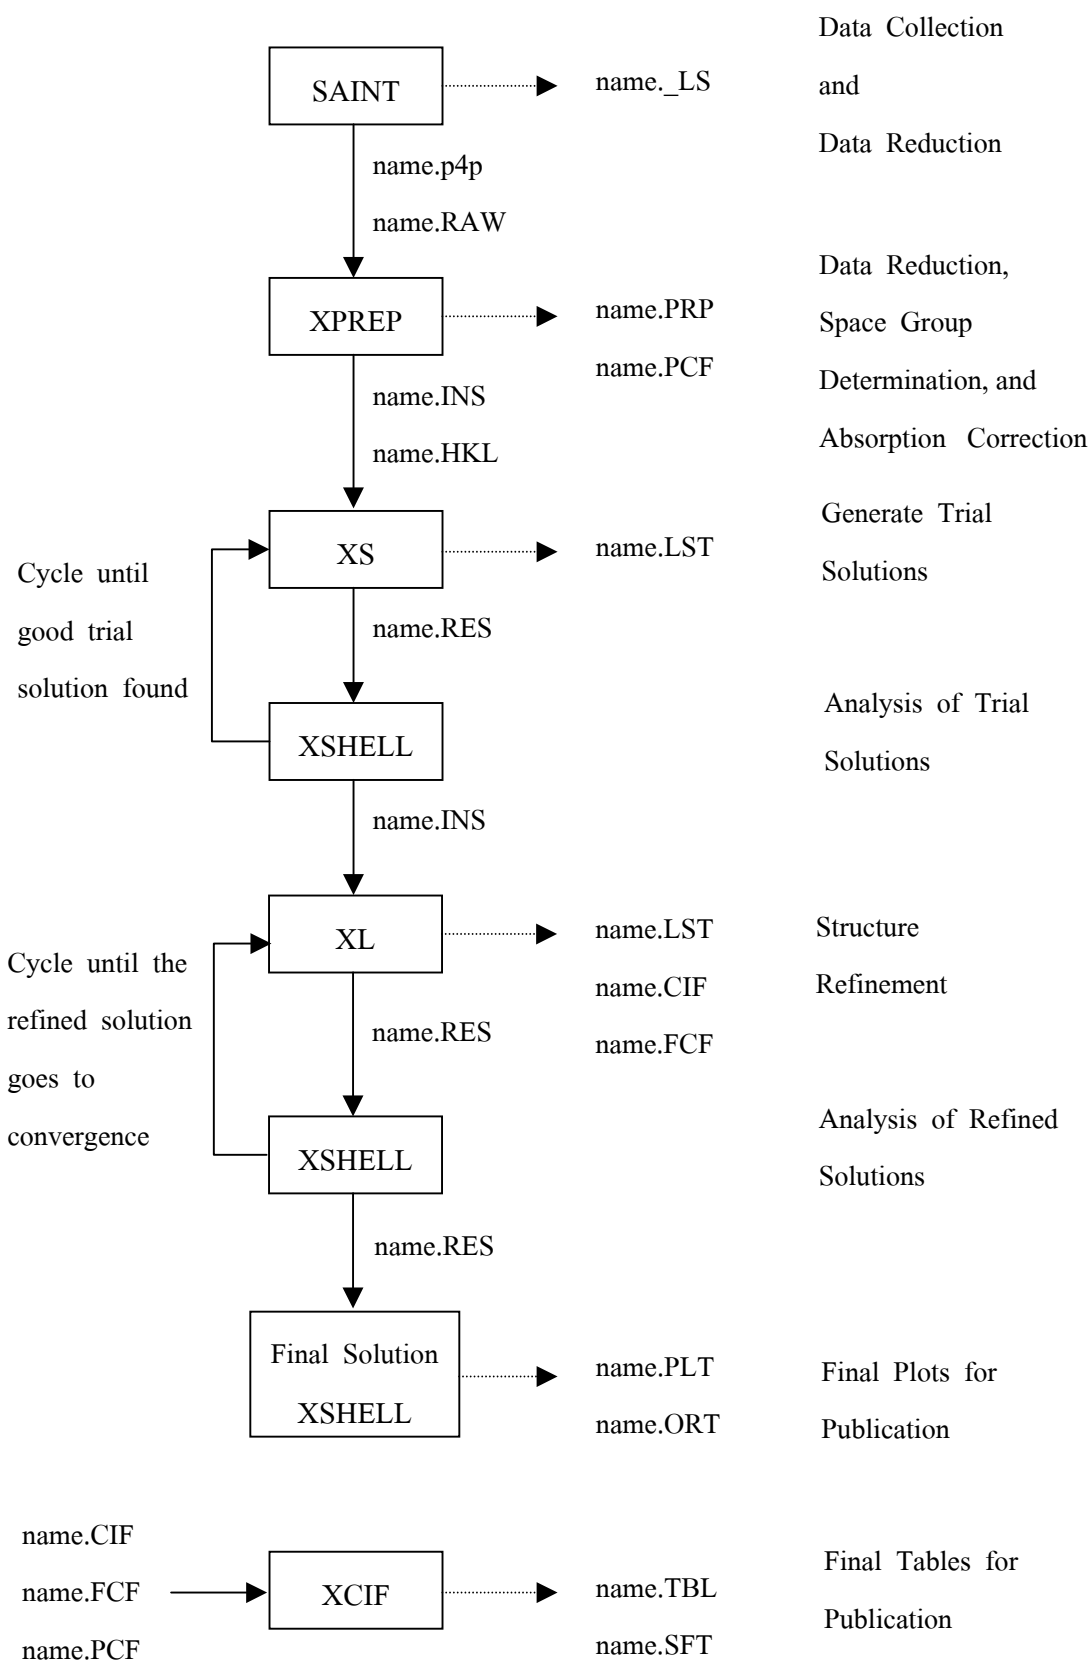 Data Collection
SAINT
name._LS
and
Data Reduction
name.p4p
name.RAW
Data Reduction,
XPREP
name.PRP
Space Group
name.PCF
Determination, and
name.INS
Absorption Correction
name.HKL
Generate Trial
XS
name.LST
Solutions
Cycle until
good trial
solution found
name.RES
Analysis of Trial
XSHELL
Solutions
name.INS
XL
name.LST
Structure
name.CIF
Refinement
name.FCF
Cycle until the
refined solution
goes to
convergence
name.RES
Analysis of Refined
XSHELL
Solutions
name.RES
Final Solution
XSHELL
name.PLT
Final Plots for
name.ORT
Publication
name.CIF
name.FCF
name.PCF
XCIF
name.TBL
name.SFT
Final Tables for
Publication